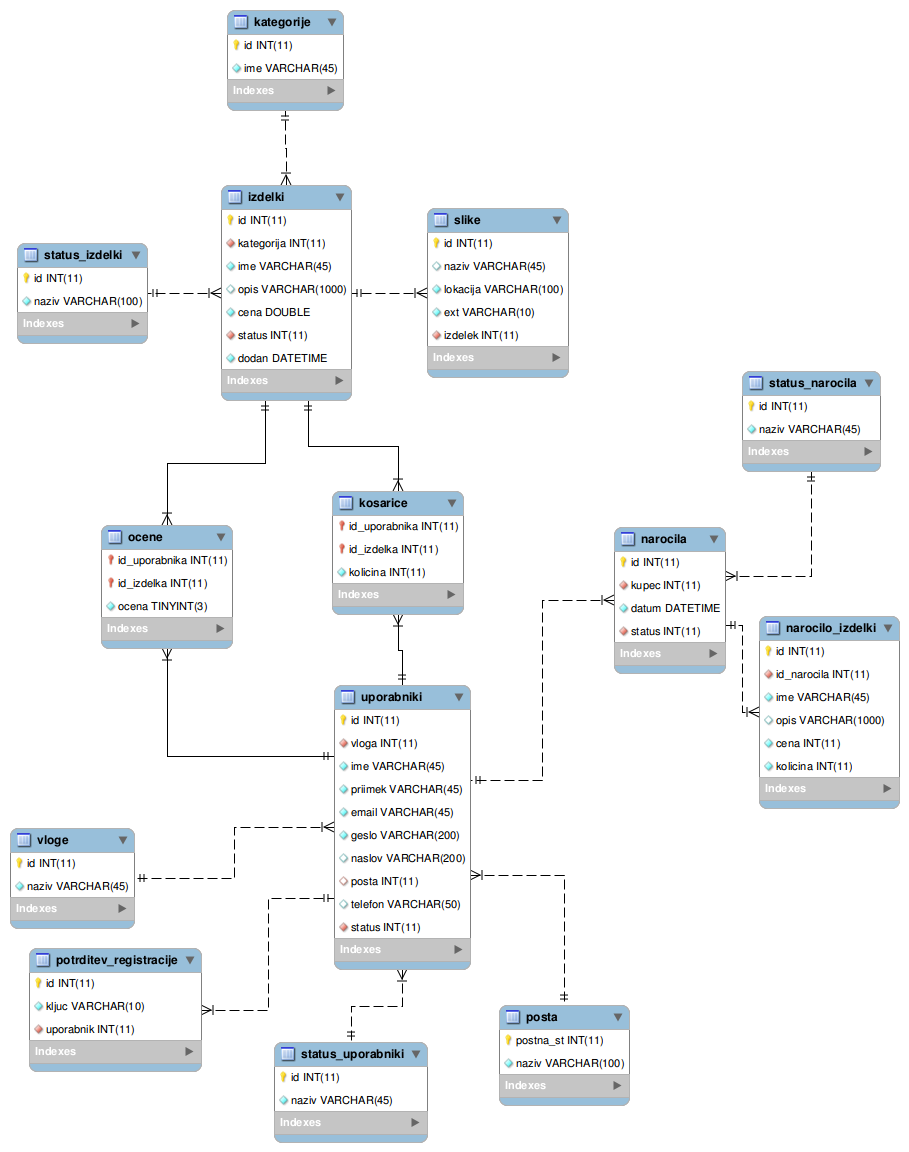 kategorije
id INT(11)
ime VARCHAR(45)
Indexes
izdelki
id INT(11)
kategorija INT(11)
ime VARCHAR(45)
opis VARCHAR(1000)
cena DOUBLE
status INT(11)
dodan DATETIME
Indexes
slike
id INT(11)
naziv VARCHAR(45)
lokacija VARCHAR(100)
ext VARCHAR(10)
izdelek INT(11)
Indexes
status_izdelki
id INT(11)
naziv VARCHAR(100)
Indexes
status_narocila
id INT(11)
naziv VARCHAR(45)
Indexes
kosarice
id_uporabnika INT(11)
id_izdelka INT(11)
kolicina INT(11)
Indexes
ocene
id_uporabnika INT(11)
id_izdelka INT(11)
ocena TINYINT(3)
Indexes
narocila
id INT(11)
kupec INT(11)
datum DATETIME
status INT(11)
Indexes
narocilo_izdelki
id INT(11)
id_narocila INT(11)
ime VARCHAR(45)
opis VARCHAR(1000)
cena INT(11)
kolicina INT(11)
Indexes
uporabniki
id INT(11)
vloga INT(11)
ime VARCHAR(45)
priimek VARCHAR(45)
email VARCHAR(45)
geslo VARCHAR(200)
naslov VARCHAR(200)
posta INT(11)
telefon VARCHAR(50)
status INT(11)
Indexes
vloge
id INT(11)
naziv VARCHAR(45)
Indexes
potrditev_registracije
id INT(11)
kljuc VARCHAR(10)
uporabnik INT(11)
Indexes
posta
postna_st INT(11)
naziv VARCHAR(100)
Indexes
status_uporabniki
id INT(11)
naziv VARCHAR(45)
Indexes